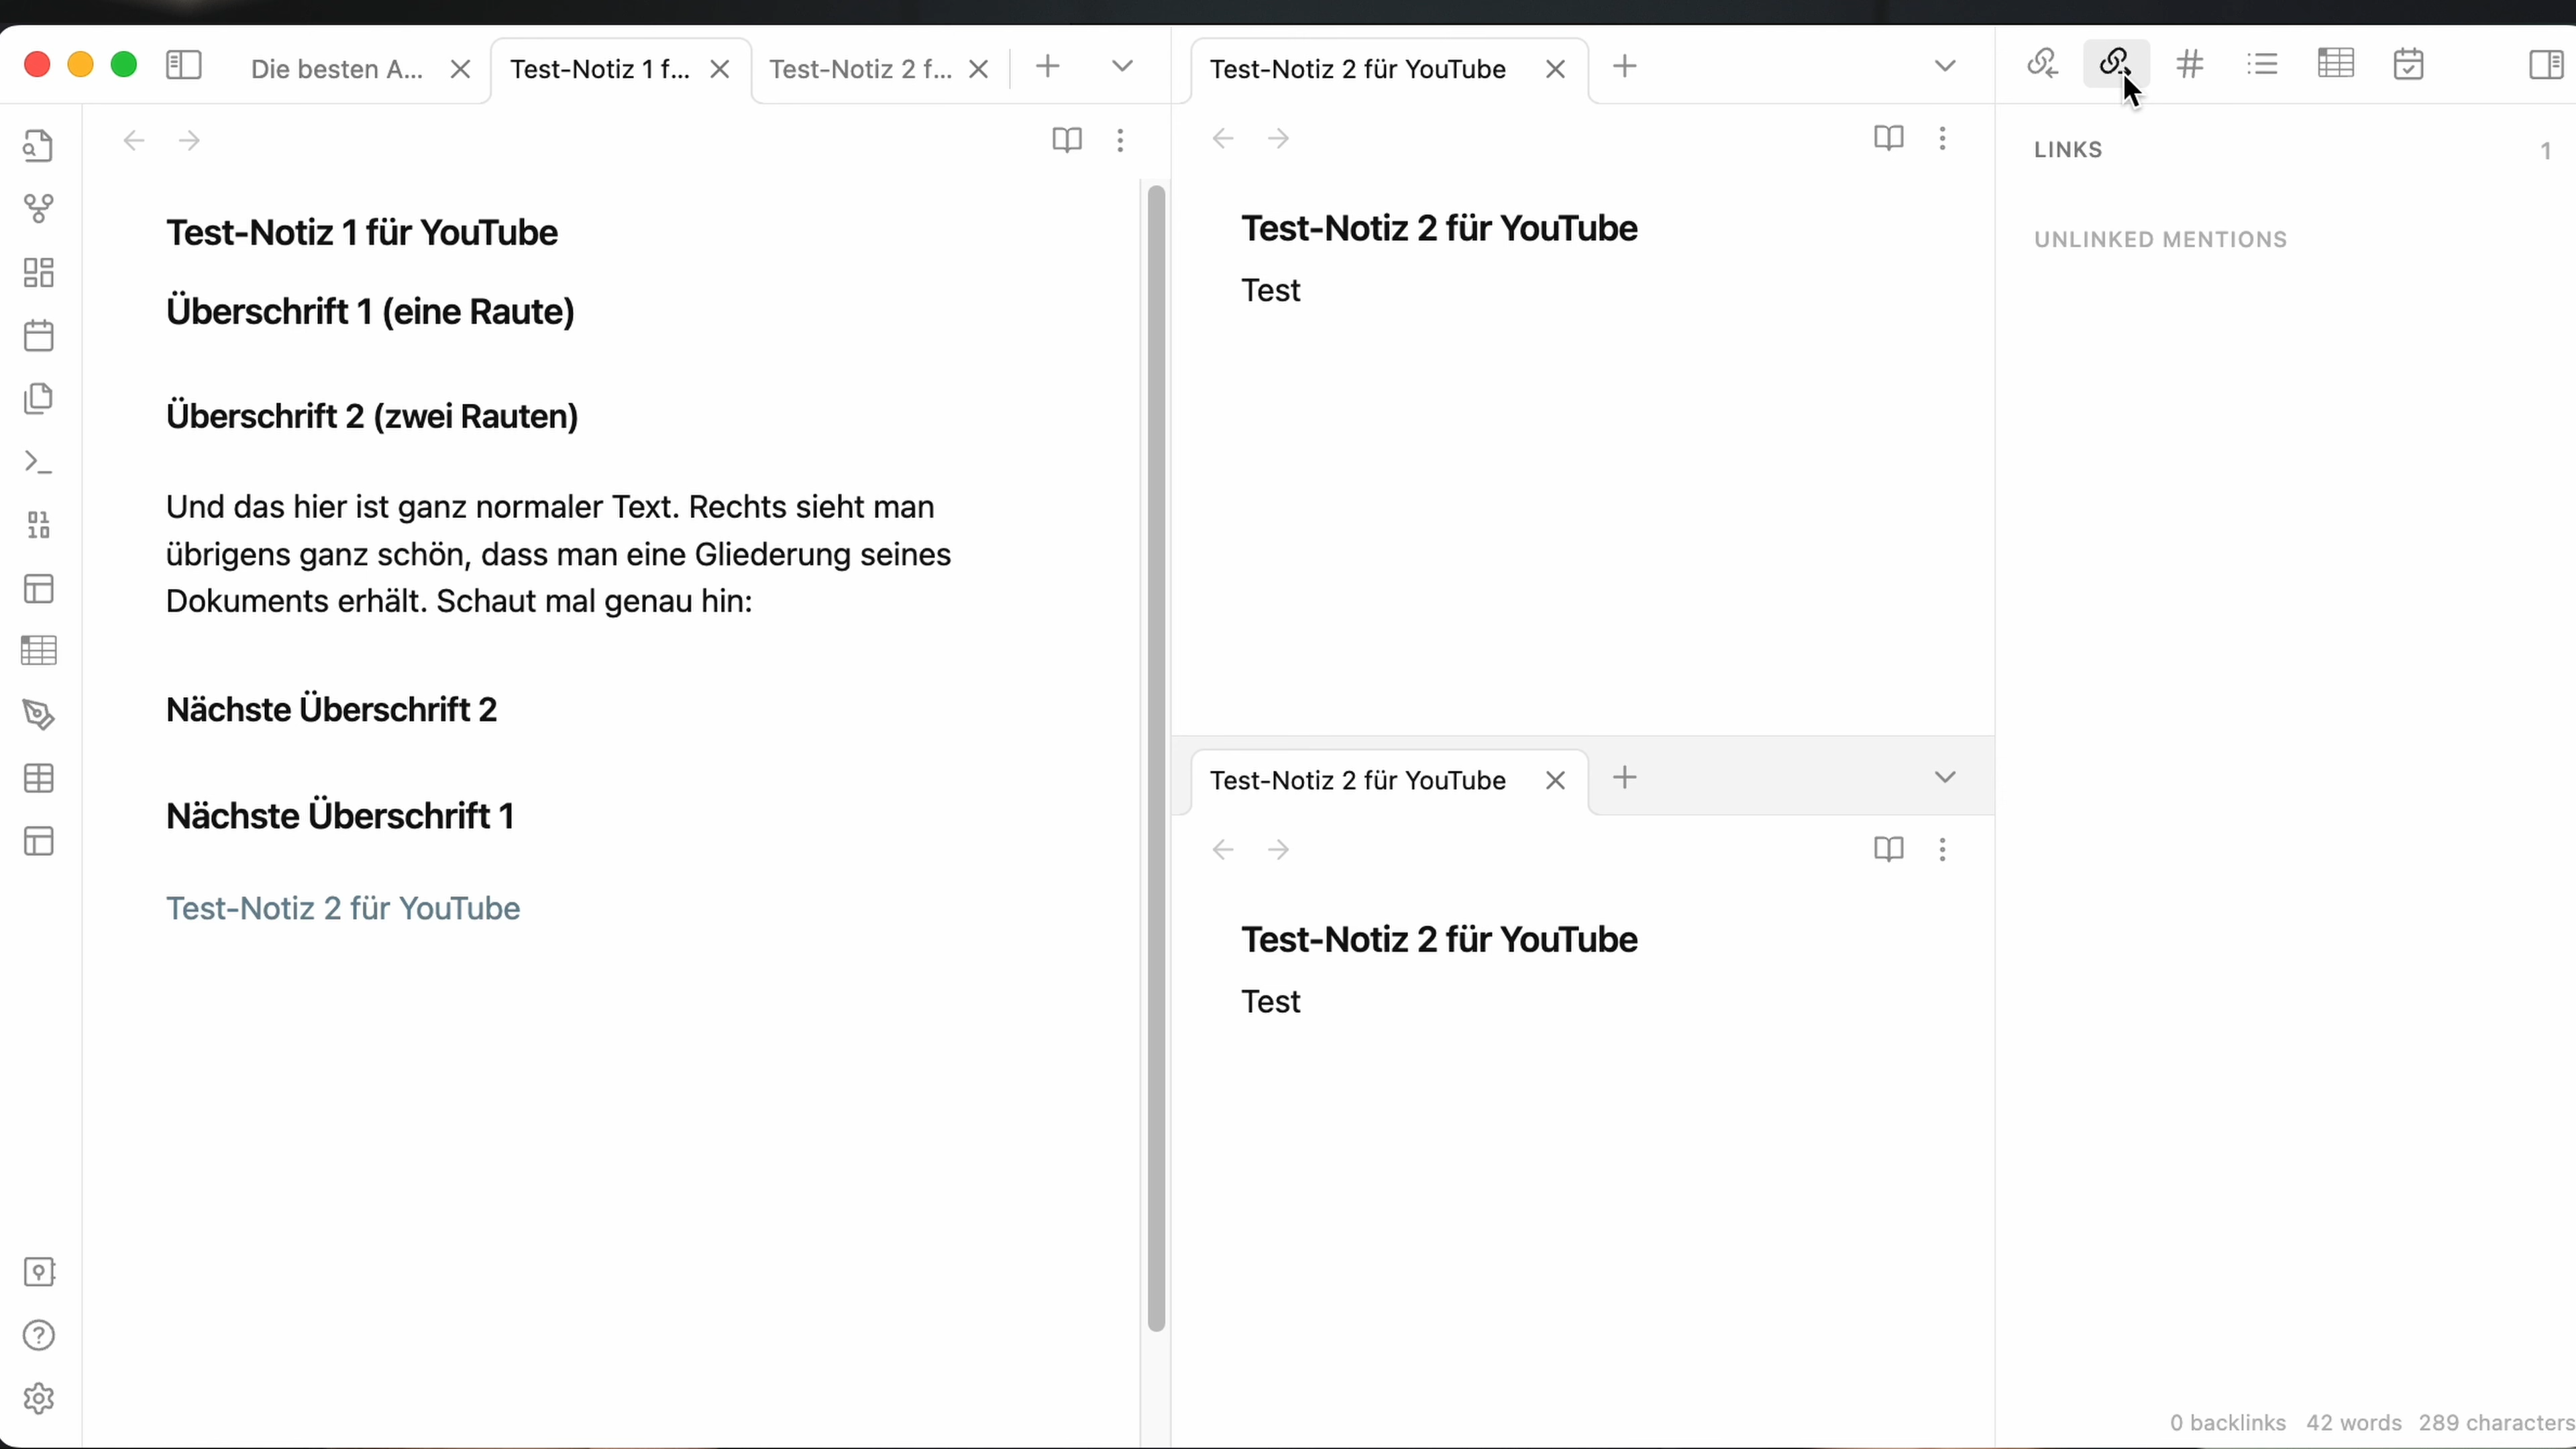 Die besten A...
Test-Notiz 1 f...
Test-Notiz 2 f...
Test-Notiz 1 für YouTube
Überschrift 1 (eine Raute)
Überschrift 2 (zwei Rauten)
Und das hier ist ganz normaler Text. Rechts sieht man
übrigens ganz schön, dass man eine Gliederung seines
Dokuments erhält. Schaut mal genau hin:
Nächste Überschrift 2
Nächste Überschrift 1
Test-Notiz 2 für YouTube
Test-Notiz 2 für YouTube
Test-Notiz 2 für YouTube
Test
Test-Notiz 2 für YouTube
Test-Notiz 2 für YouTube
Test
LINKS 1
UNLINKED MENTIONS
0 backlinks 42 words 289 characters